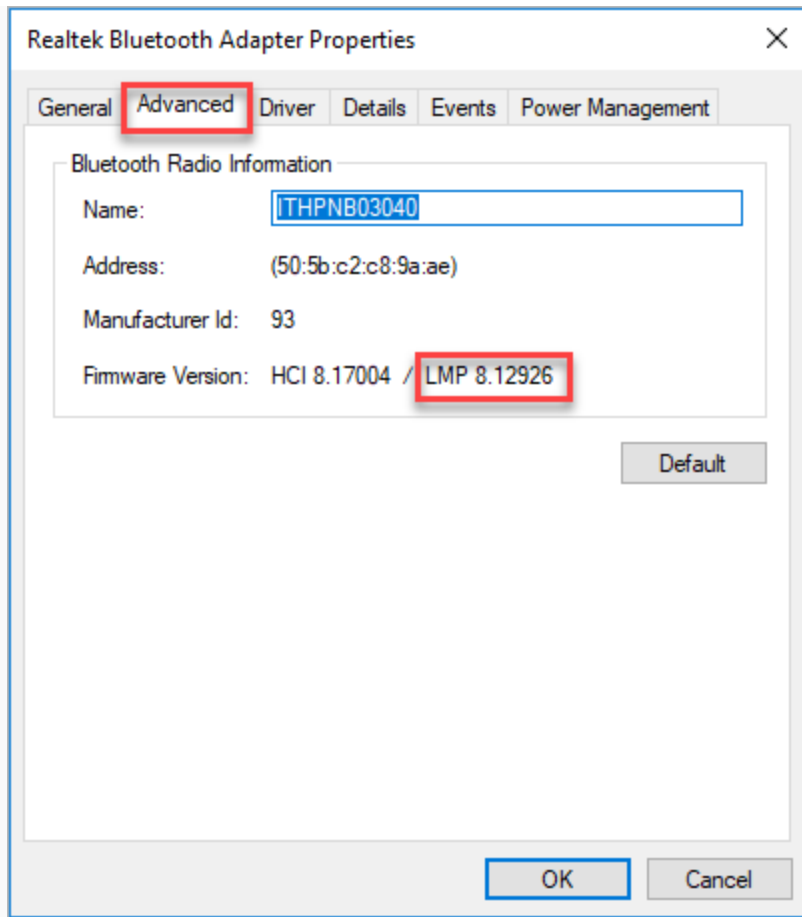 Realtek Bluetooth Adapter Properties
General Advanced Driver Details Events Power Management
Bluetooth Radio Information
Name: ITHPNB03040
Address: (50:5b:c2:c8:9a:ae)
Manufacturer Id: 93
Firmware Version: HCI 8.17004 / LMP 8.12926
Default
OK Cancel